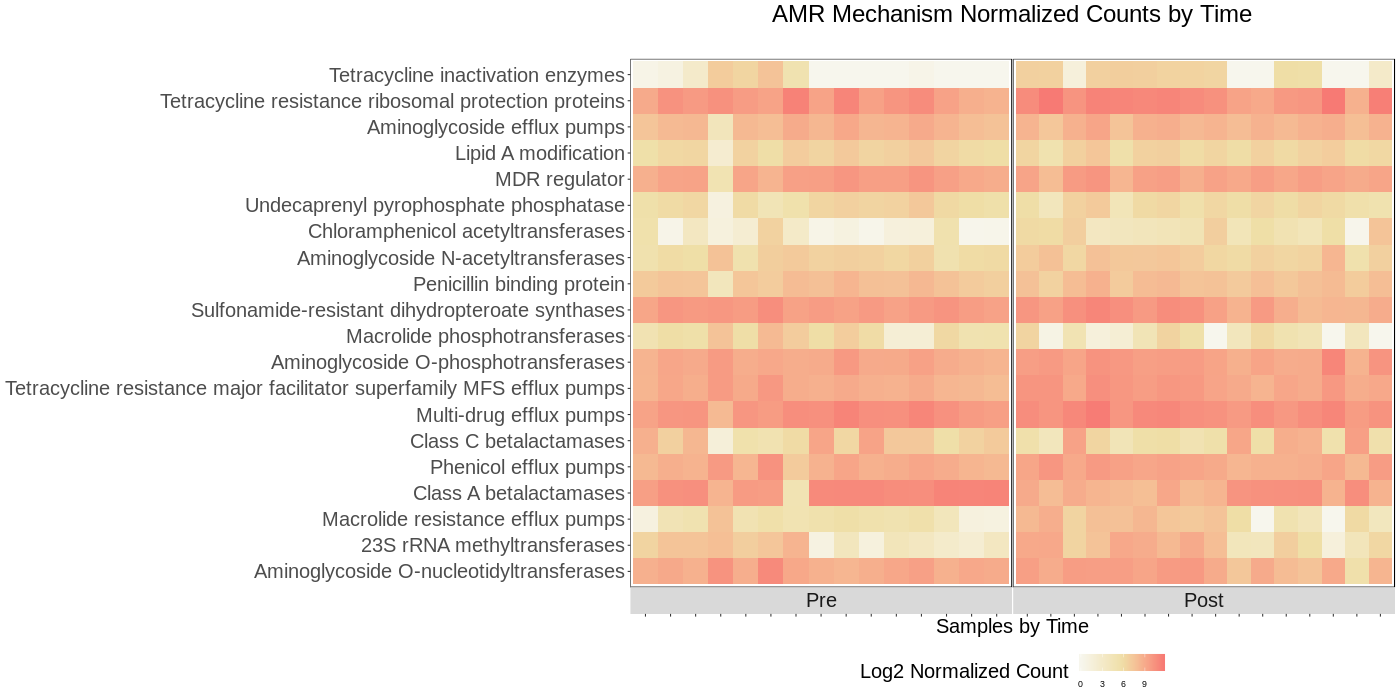 AMR Mechanism Normalized Counts by Time
Tetracycline inactivation enzymes
Tetracycline resistance ribosomal protection proteins
Aminoglycoside efflux pumps
Lipid A modification
MDR regulator
Undecaprenyl pyrophosphate phosphatase
Chloramphenicol acetyltransferases
Aminoglycoside N-acetyltransferases
Penicillin binding protein
Sulfonamide-resistant dihydropteroate synthases
Macrolide phosphotransferases
Aminoglycoside O-phosphotransferases
Tetracycline resistance major facilitator superfamily MFS efflux pumps
Multi-drug efflux pumps
Class C betalactamases
Phenicol efflux pumps
Class A betalactamases
Macrolide resistance efflux pumps
23S rRNA methyltransferases
Aminoglycoside O-nucleotidyltransferases
Pre Post
Samples by Time
Log2 Normalized Count
0 3 6 9